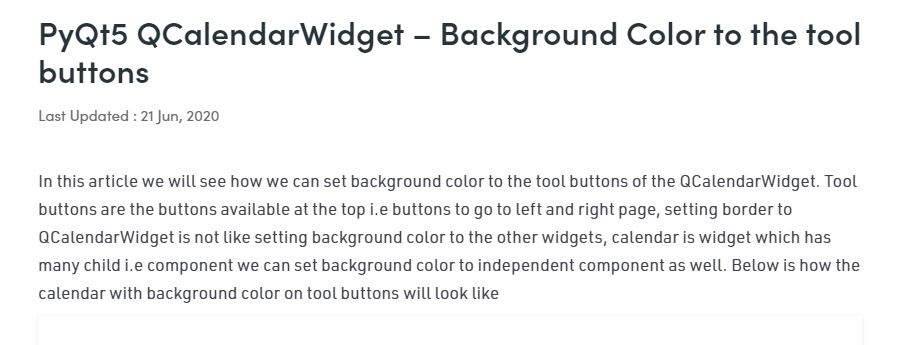 PyQt5 QCalendarWidget – Background Color to the tool
buttons
Last Updated : 21 Jun, 2020
In this article we will see how we can set background color to the tool buttons of the QCalendarWidget. Tool
buttons are the buttons available at the top i.e buttons to go to left and right page, setting border to
QCalendarWidget is not like setting background color to the other widgets, calendar is widget which has
many child i.e component we can set background color to independent component as well. Below is how the
calendar with background color on tool buttons will look like